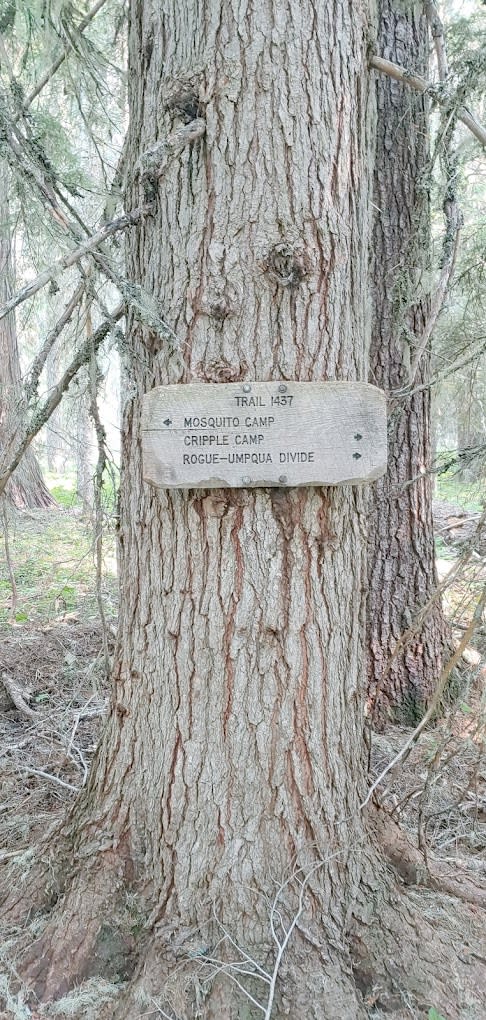 TRAIL 1437
MOSQUITO CAMP
CRIPPLE CAMP
ROGUE-UMPQUA DIVIDE